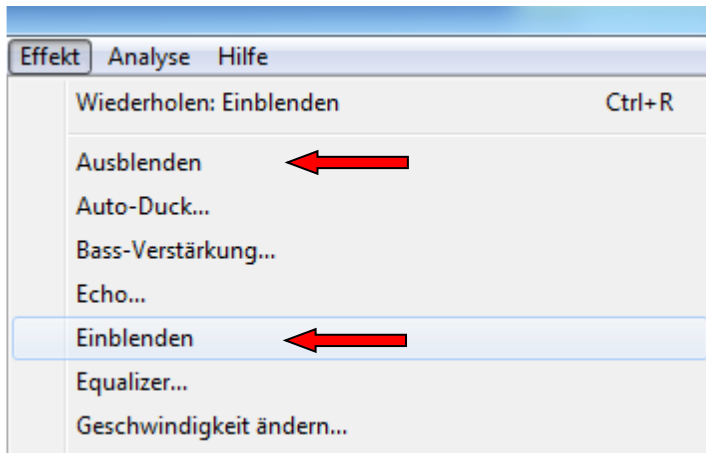 Effekt Analyse Hilfe
Wiederholen: Einblenden Ctrl+R
Ausblenden
Auto-Duck...
Bass-Verstärkung...
Echo...
Einblenden
Equalizer...
Geschwindigkeit ändern...